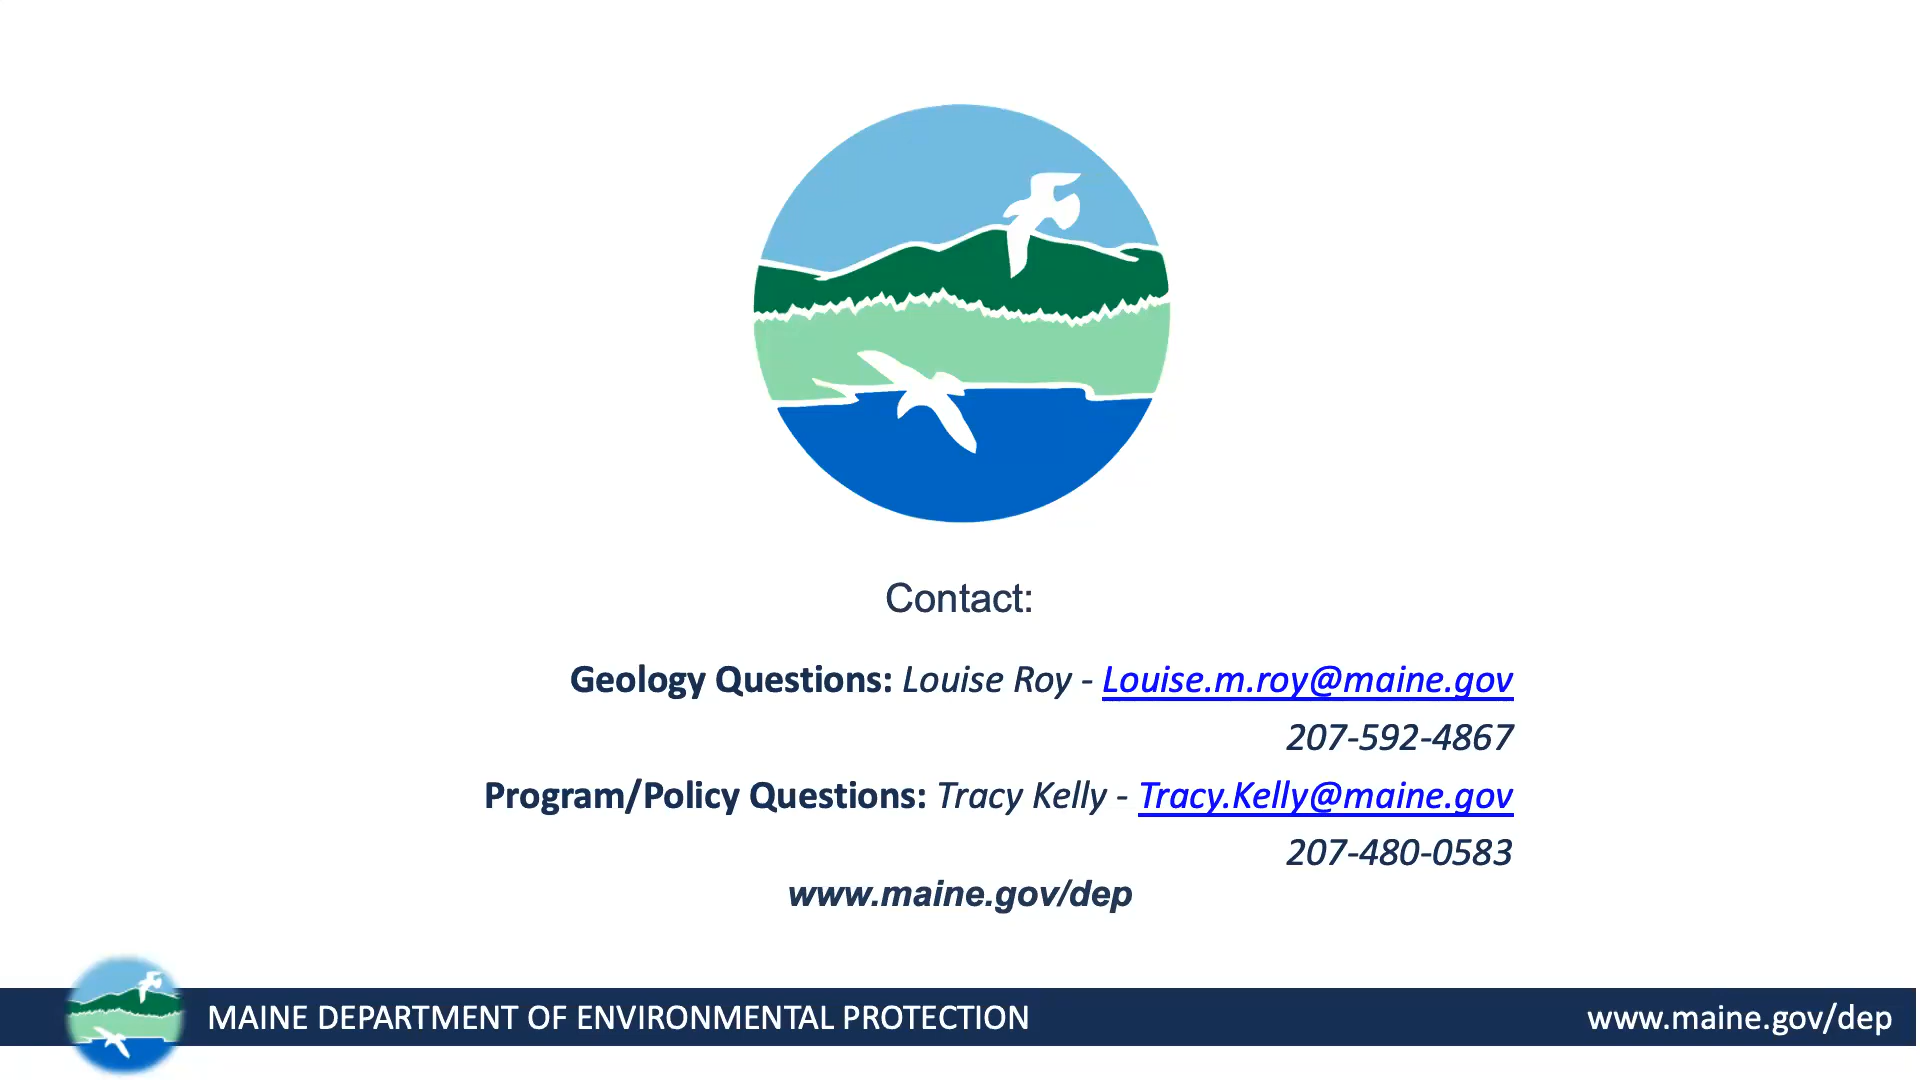 Contact:
Geology Questions: Louise Roy - Louise.m.roy@maine.gov
207-592-4867
Program/Policy Questions: Tracy Kelly - Tracy.Kelly@maine.gov
207-480-0583
www.maine.gov/dep
MAINE DEPARTMENT OF ENVIRONMENTAL PROTECTION
www.maine.gov/dep